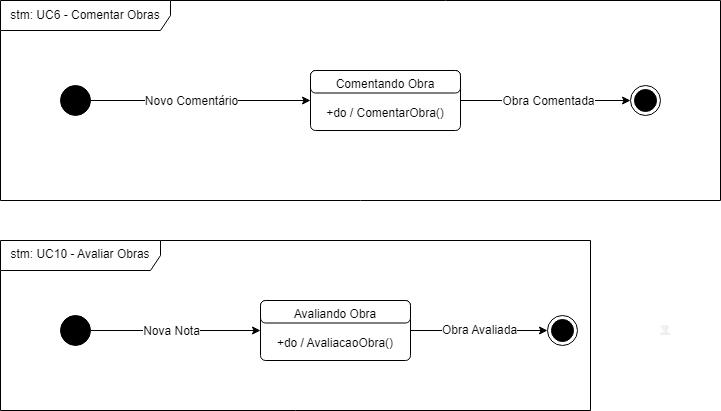 stm: UC6 - Comentar Obras
Comentando Obra
Novo Comentário
Obra Comentada
+do / ComentarObra()
stm: UC10 - Avaliar Obras
Avaliando Obra
Nova Nota
Obra Avaliada
+do / AvaliacaoObra()